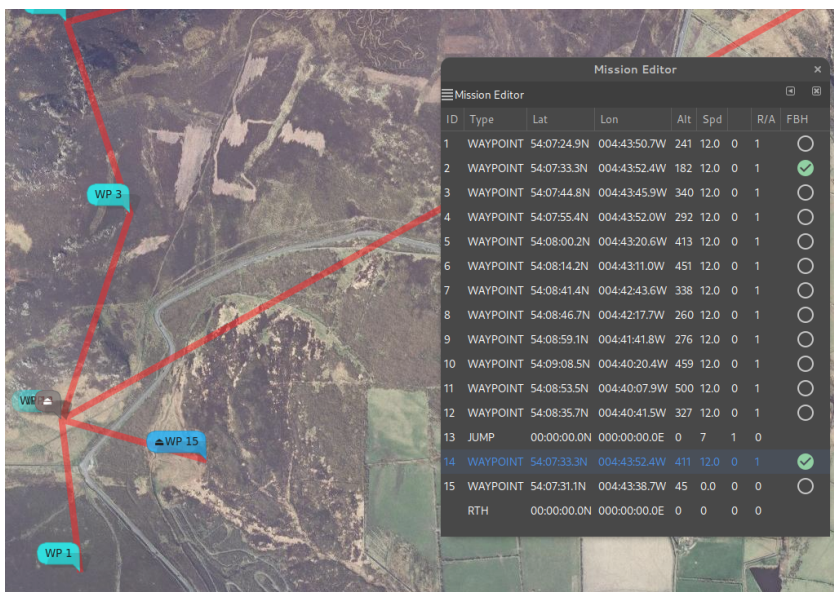 Mission Editor
Mission Editor
ID Type Lat Lon Alt Spd R/A FBH
1 WAYPOINT 54:07:24.9N 004:43:50.7W 241 12.0 0 1
2 WAYPOINT 54:07:33.3N 004:43:52.4W 182 12.0 0 1
3 WAYPOINT 54:07:44.8N 004:43:45.9W 340 12.0 0 1
4 WAYPOINT 54:07:55.4N 004:43:52.0W 292 12.0 0 1
5 WAYPOINT 54:08:00.2N 004:43:20.6W 413 12.0 0 1
6 WAYPOINT 54:08:14.2N 004:43:11.0W 451 12.0 0 1
7 WAYPOINT 54:08:41.4N 004:42:43.6W 338 12.0 0 1
8 WAYPOINT 54:08:46.7N 004:42:17.7W 260 12.0 0 1
9 WAYPOINT 54:08:59.1N 004:41:41.8W 276 12.0 0 1
10 WAYPOINT 54:09:08.5N 004:40:20.4W 459 12.0 0 1
11 WAYPOINT 54:08:53.5N 004:40:07.9W 500 12.0 0 1
12 WAYPOINT 54:08:35.7N 004:40:41.5W 327 12.0 0 1
13 JUMP 00:00:00.0N 000:00:00.0E 0 7 1 0
14 WAYPOINT 54:07:33.3N 004:43:52.4W 411 12.0 0 1
15 WAYPOINT 54:07:31.1N 004:43:38.7W 45 0.0 0 0
RTH 00:00:00.0N 000:00:00.0E 0 0 0 0
WP 3
WP 15
WP 1